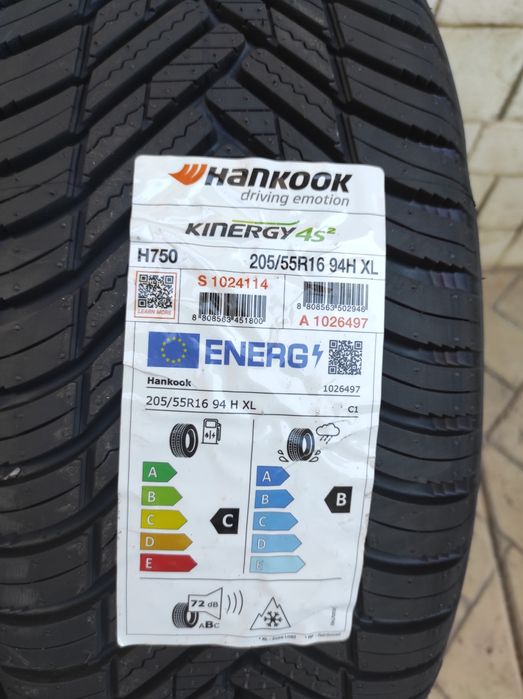 HANKOOK
driving emotion
KINERGY 4S²
H750 205/55R16 94H XL
S 1024114
LEARN MORE
8 808563 451800
8 808563 502946
A 1026497
ENERG
Hankook 1026497
205/55R16 94 H XL C1
A A
B B B
C C C
D D
E E
72 dB
ABC